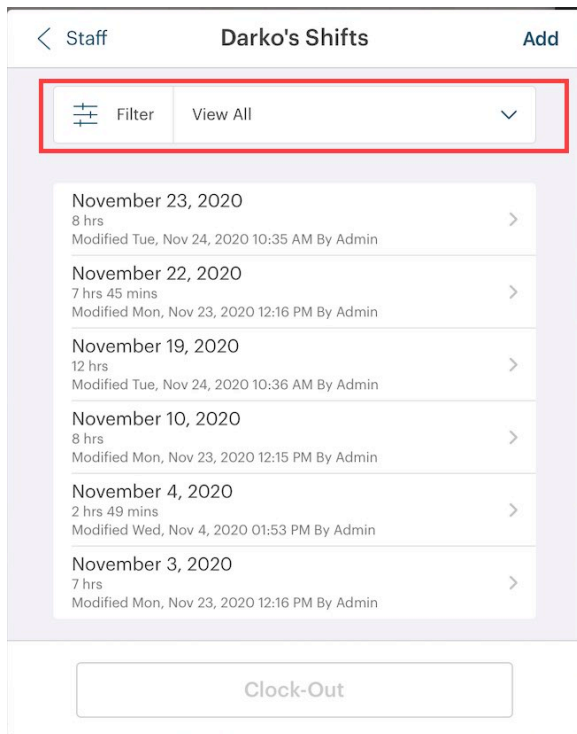 Staff
Darko's Shifts
Add
Filter
View All
November 23, 2020
8 hrs
Modified Tue, Nov 24, 2020 10:35 AM By Admin
November 22, 2020
7 hrs 45 mins
Modified Mon, Nov 23, 2020 12:16 PM By Admin
November 19, 2020
12 hrs
Modified Tue, Nov 24, 2020 10:36 AM By Admin
November 10, 2020
8 hrs
Modified Mon, Nov 23, 2020 12:15 PM By Admin
November 4, 2020
2 hrs 49 mins
Modified Wed, Nov 4, 2020 01:53 PM By Admin
November 3, 2020
7 hrs
Modified Mon, Nov 23, 2020 12:16 PM By Admin
Clock-Out